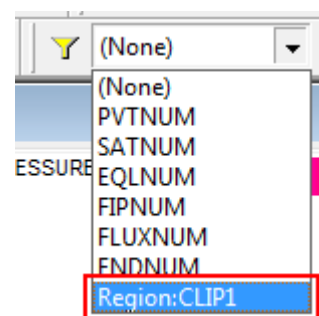 (None)
(None)
PVTNUM
SATNUM
ESSURE
EQLNUM
FIPNUM
FLUXNUM
ENDNUM
Region:CLIP1